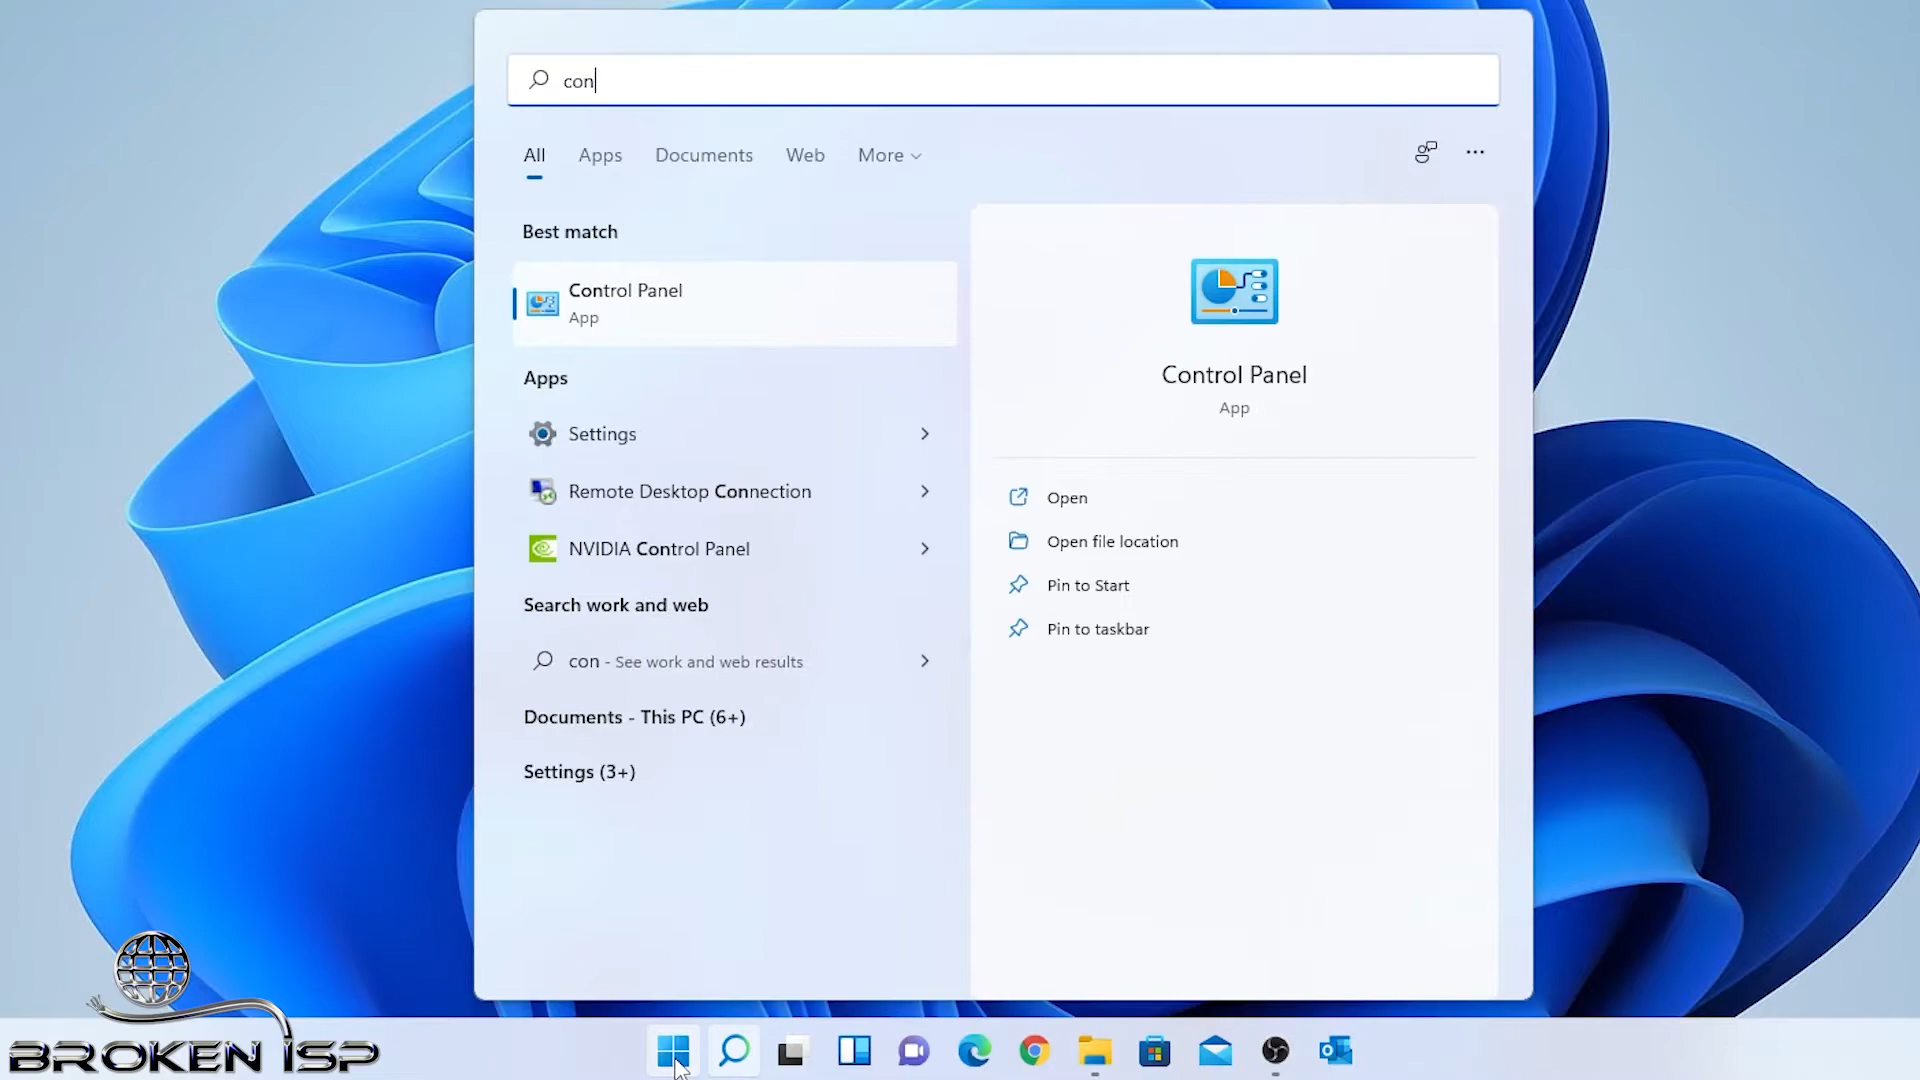 con
All Apps Documents Web More
Best match
Control Panel
App
Apps
Settings
Remote Desktop Connection
NVIDIA Control Panel
Search work and web
con - See work and web results
Documents - This PC (6+)
Settings (3+)
Control Panel
App
Open
Open file location
Pin to Start
Pin to taskbar
BROKEN ISP